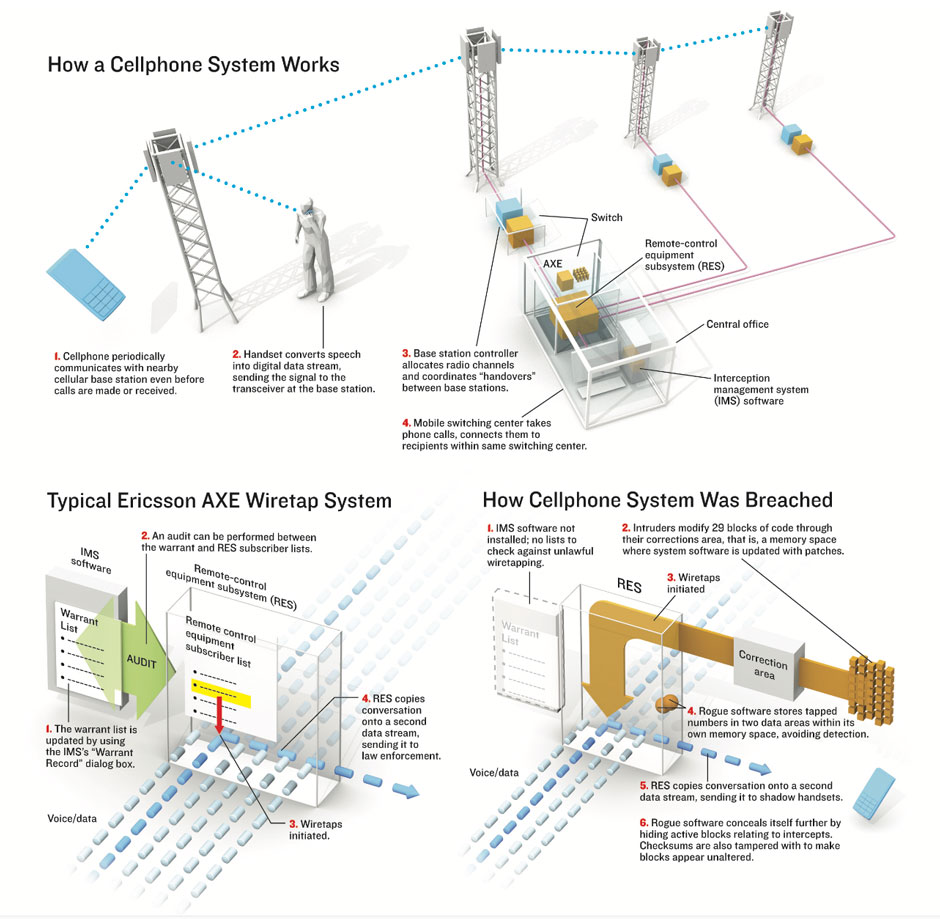 How a Cellphone System Works
Switch
AXE
Remote-control
equipment
subsystem (RES)
Central office
Interception
management system
(IMS) software
1. Cellphone periodically
communicates with nearby
cellular base station even before
calls are made or received.
2. Handset converts speech
into digital data stream,
sending the signal to the
transceiver at the base station.
3. Base station controller
allocates radio channels
and coordinates “handovers”
between base stations.
4. Mobile switching center takes
phone calls, connects them to
recipients within same switching center.
Typical Ericsson AXE Wiretap System
2. An audit can be performed between
the warrant and RES subscriber lists.
IMS
software
Remote-control
equipment subsystem (RES)
Warrant
List
AUDIT
Remote control
equipment
subscriber list
1. The warrant list is
updated by using
the IMS’s “Warrant
Record” dialog box.
4. RES copies
conversation
onto a second
data stream,
sending it to
law enforcement.
Voice/data
3. Wiretaps
initiated.
How Cellphone System Was Breached
1. IMS software not
installed; no lists to
check against unlawful
wiretapping.
2. Intruders modify 29 blocks of code through
their corrections area, that is, a memory space
where system software is updated with patches.
3. Wiretaps
initiated
RES
Warrant
List
Correction
area
4. Rogue software stores tapped
numbers in two data areas within its
own memory space, avoiding detection.
Voice/data
5. RES copies conversation onto a second
data stream, sending it to shadow handsets.
6. Rogue software conceals itself further by
hiding active blocks relating to intercepts.
Checksums are also tampered with to make
blocks appear unaltered.